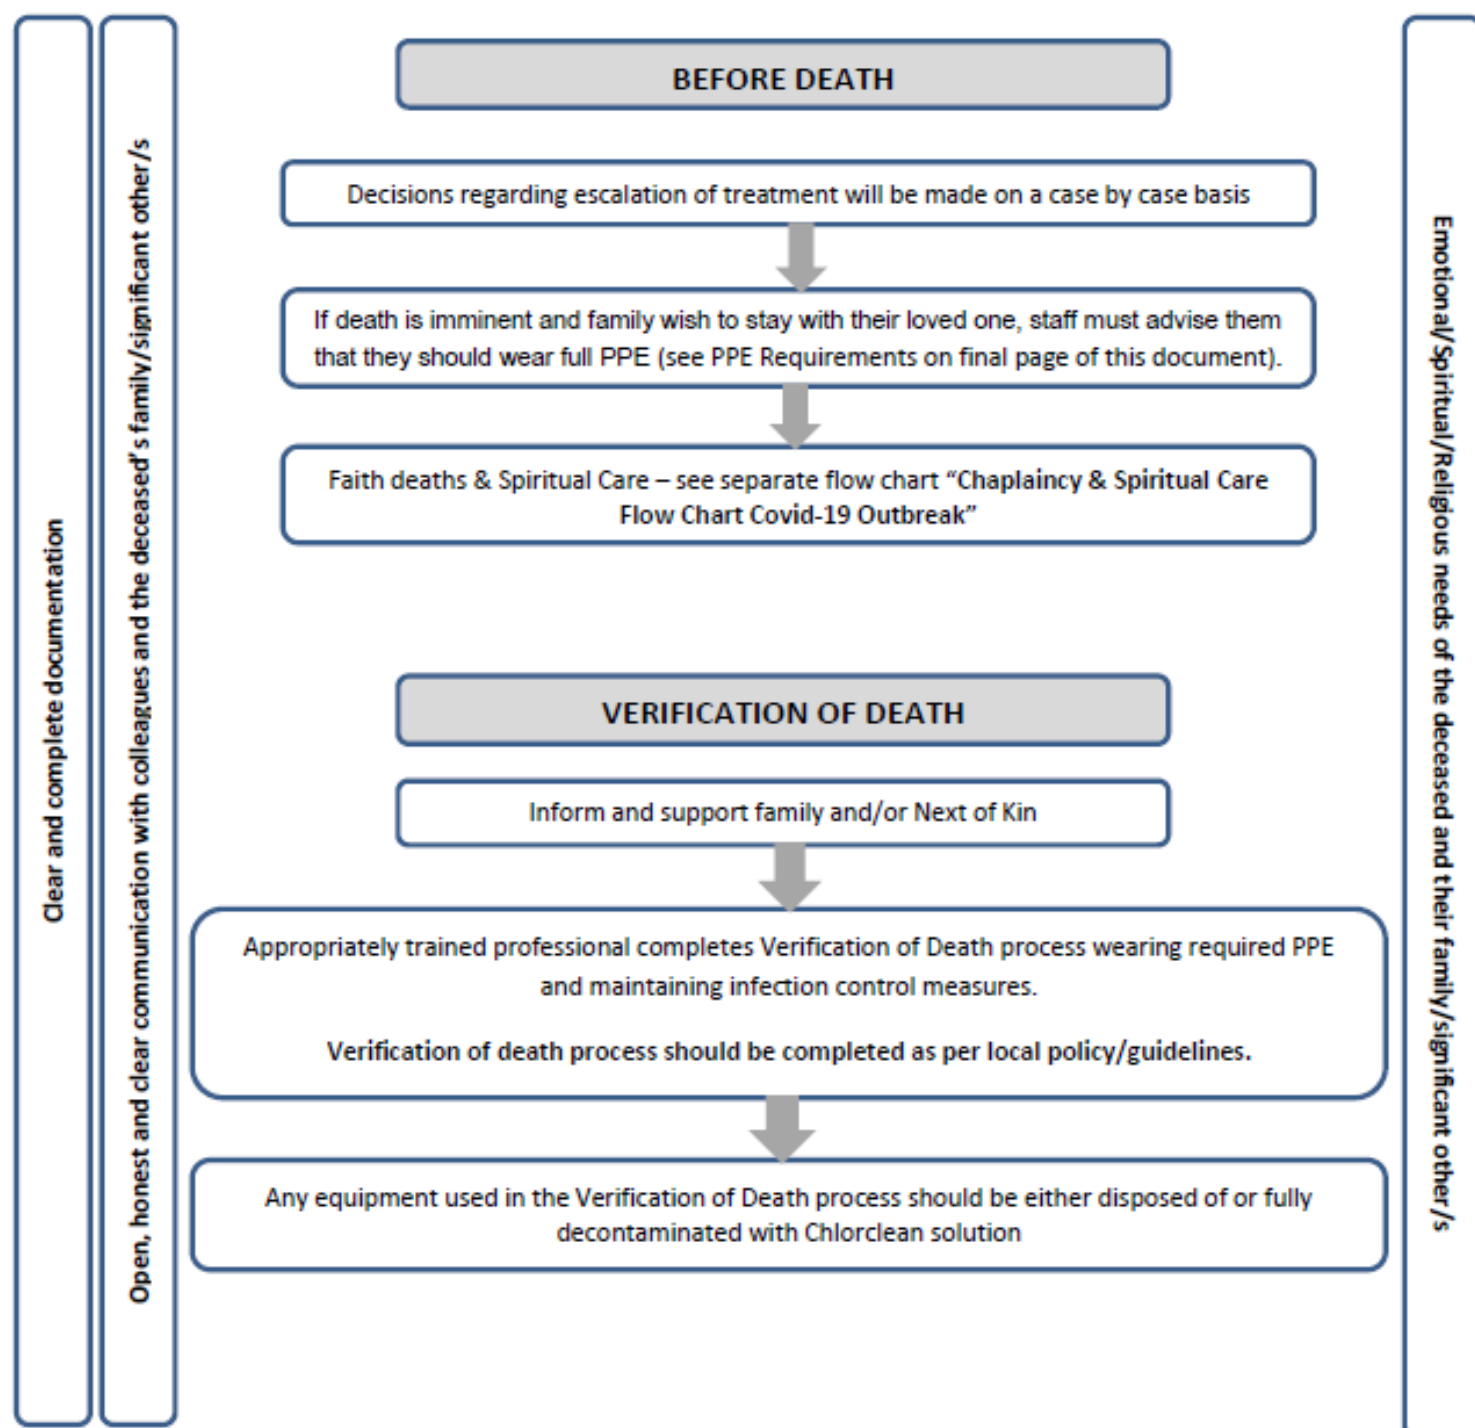 Clear and complete documentation
Open, honest and clear communication with colleagues and the deceased's family/significant other/s
BEFORE DEATH
Decisions regarding escalation of treatment will be made on a case by case basis
If death is imminent and family wish to stay with their loved one, staff must advise them
that they should wear full PPE (see PPE Requirements on final page of this document).
Faith deaths & Spiritual Care – see separate flow chart “Chaplaincy & Spiritual Care
Flow Chart Covid-19 Outbreak”
VERIFICATION OF DEATH
Inform and support family and/or Next of Kin
Appropriately trained professional completes Verification of Death process wearing required PPE
and maintaining infection control measures.
Verification of death process should be completed as per local policy/guidelines.
Any equipment used in the Verification of Death process should be either disposed of or fully
decontaminated with Chlorclean solution
Emotional/Spiritual/Religious needs of the deceased and their family/significant other/s